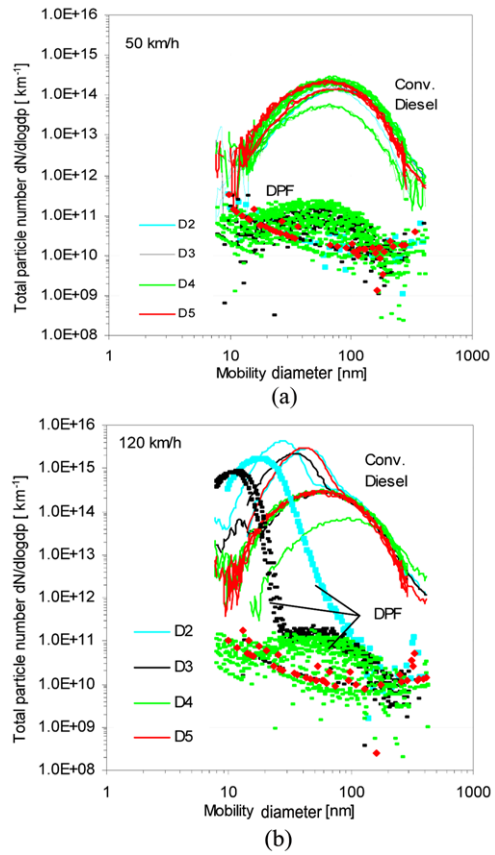 1.0E+16
50 km/h
1.0E+15
Conv.
Diesel
1.0E+14
1.0E+13
1.0E+12
DPF
1.0E+11
D2
1.0E+10
D3
D4
1.0E+09
D5
1.0E+08
1 10 100 1000
Mobility diameter [nm]
Total particle number dN/dlogdp [ km-1]
(a)
1.0E+16
120 km/h
1.0E+15
Conv.
Diesel
1.0E+14
1.0E+13
1.0E+12
DPF
1.0E+11
D2
1.0E+10
D3
D4
1.0E+09
D5
1.0E+08
1 10 100 1000
Mobility diameter [nm]
Total particle number dN/dlogdp [ km-1]
(b)